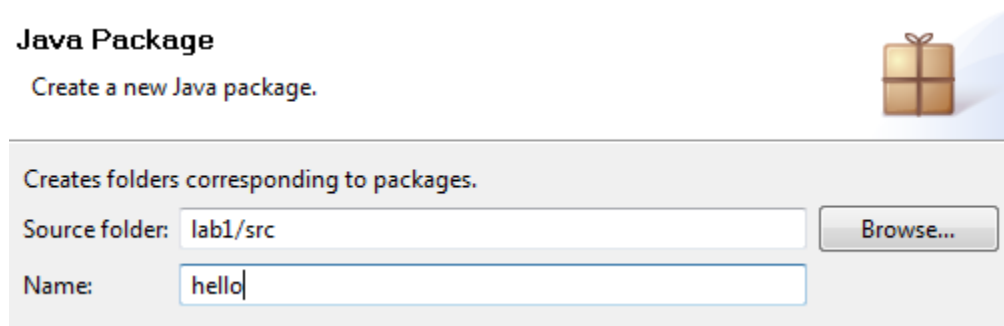 Java Package
Create a new Java package.
Creates folders corresponding to packages.
Source folder: lab1/src Browse...
Name: hello